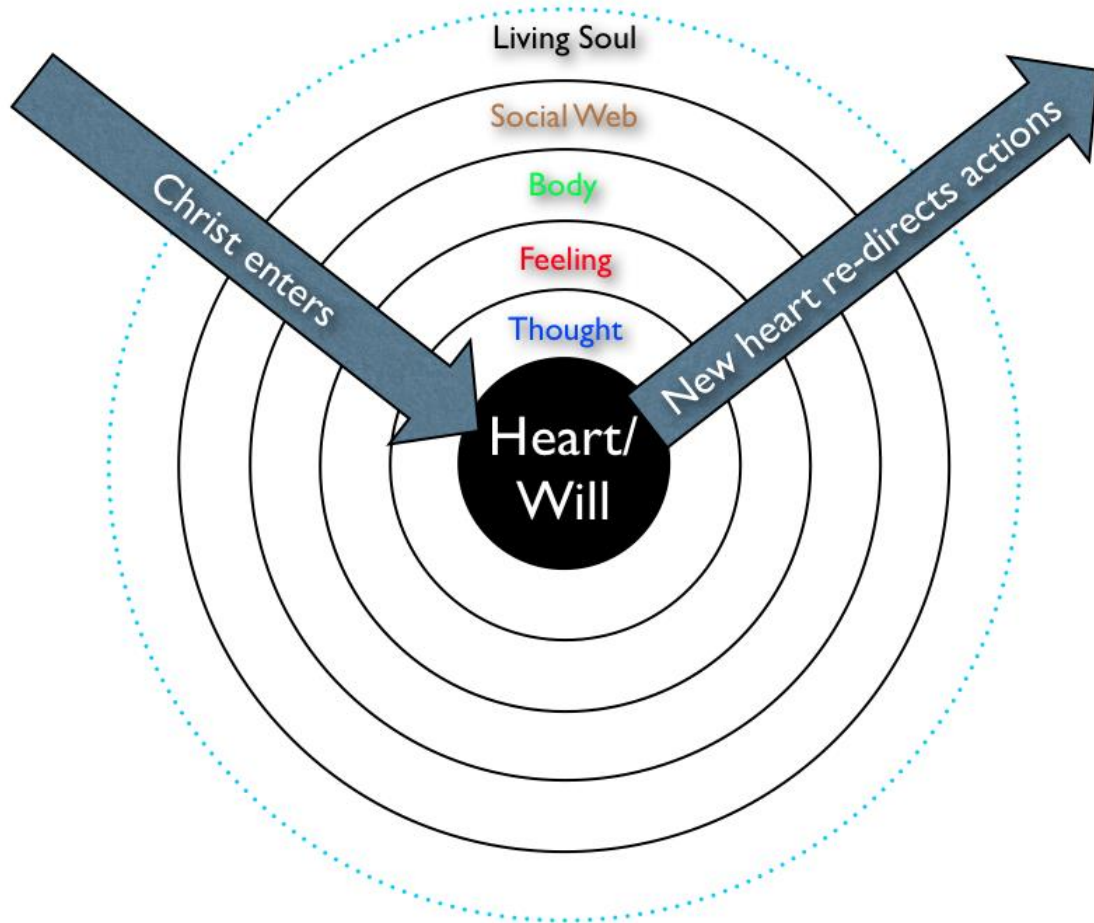 Living Soul
Social Web
Body
Feeling
Thought
Heart/
Will
Christ enters
New heart re-directs actions